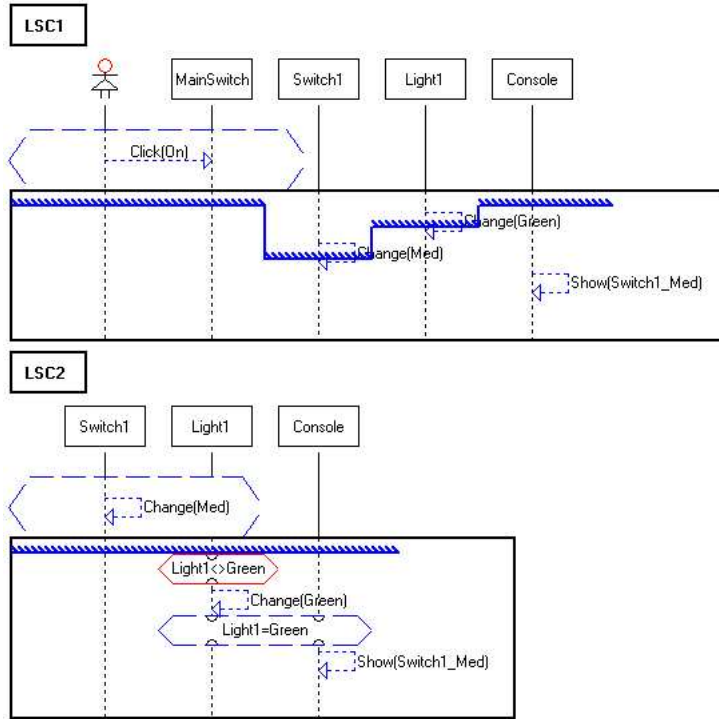 LSC1
MainSwitch Switch1 Light1 Console
Click(On)
Change(Green)
Change(Med)
Show(Switch1_Med)
LSC2
Switch1 Light1 Console
Change(Med)
Light1<>Green
Change(Green)
Light1=Green
Show(Switch1_Med)